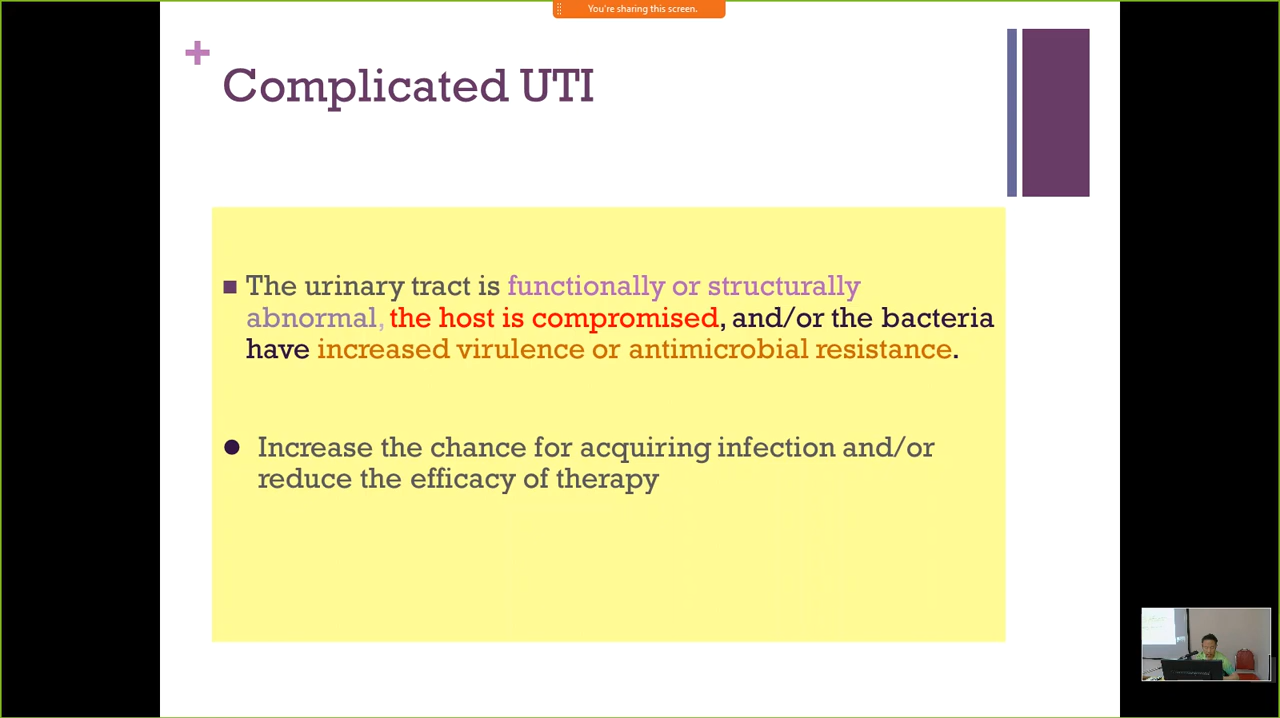 You're sharing this screen.
+
Complicated UTI
The urinary tract is functionally or structurally
abnormal, the host is compromised, and/or the bacteria
have increased virulence or antimicrobial resistance.
Increase the chance for acquiring infection and/or
reduce the efficacy of therapy